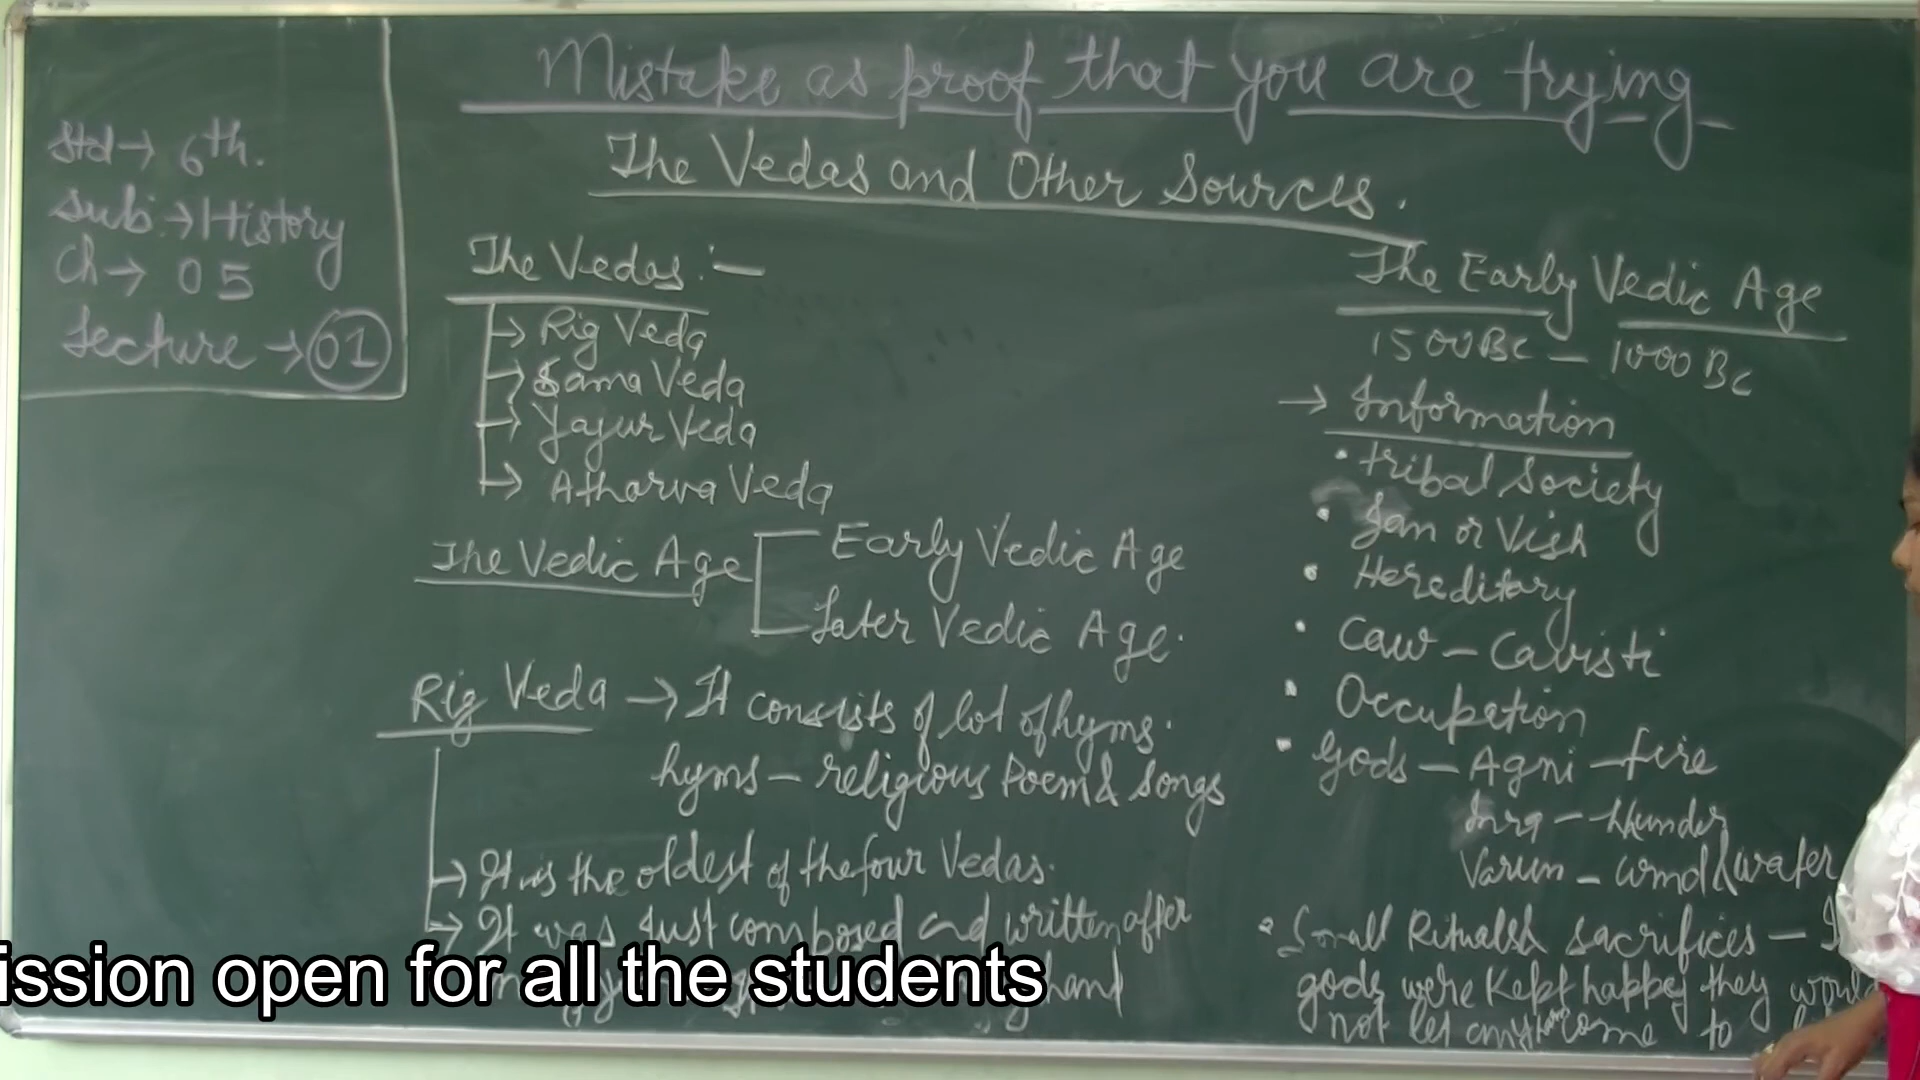 Mistake as proof that you are trying
The Vedas and Other Sources.
Std → 6th.
Sub: → History
Ch → 05
Lecture → 01
The Vedas :-
→ Rig Veda
→ Sama Veda
→ Yajur Veda
→ Atharva Veda
The Vedic Age
Early Vedic Age
Later Vedic Age.
Rig Veda → It consists of lot of hyms.
hyms - religious Poem & songs
→ It is the oldest of the four Vedas.
→ It was just composed and written after
hand
The Early Vedic Age
1500 BC - 1000 BC
→ Information
• tribal Society
• Jan or Vish
• Hereditary
• Caw - Cavisti
• Occupation
• Gods - Agni - fire
Inra - thunder
Varun - wind & water
• Small Rituals & sacrifices -
gods were kept happy they would
not let any come to
ission open for all the students